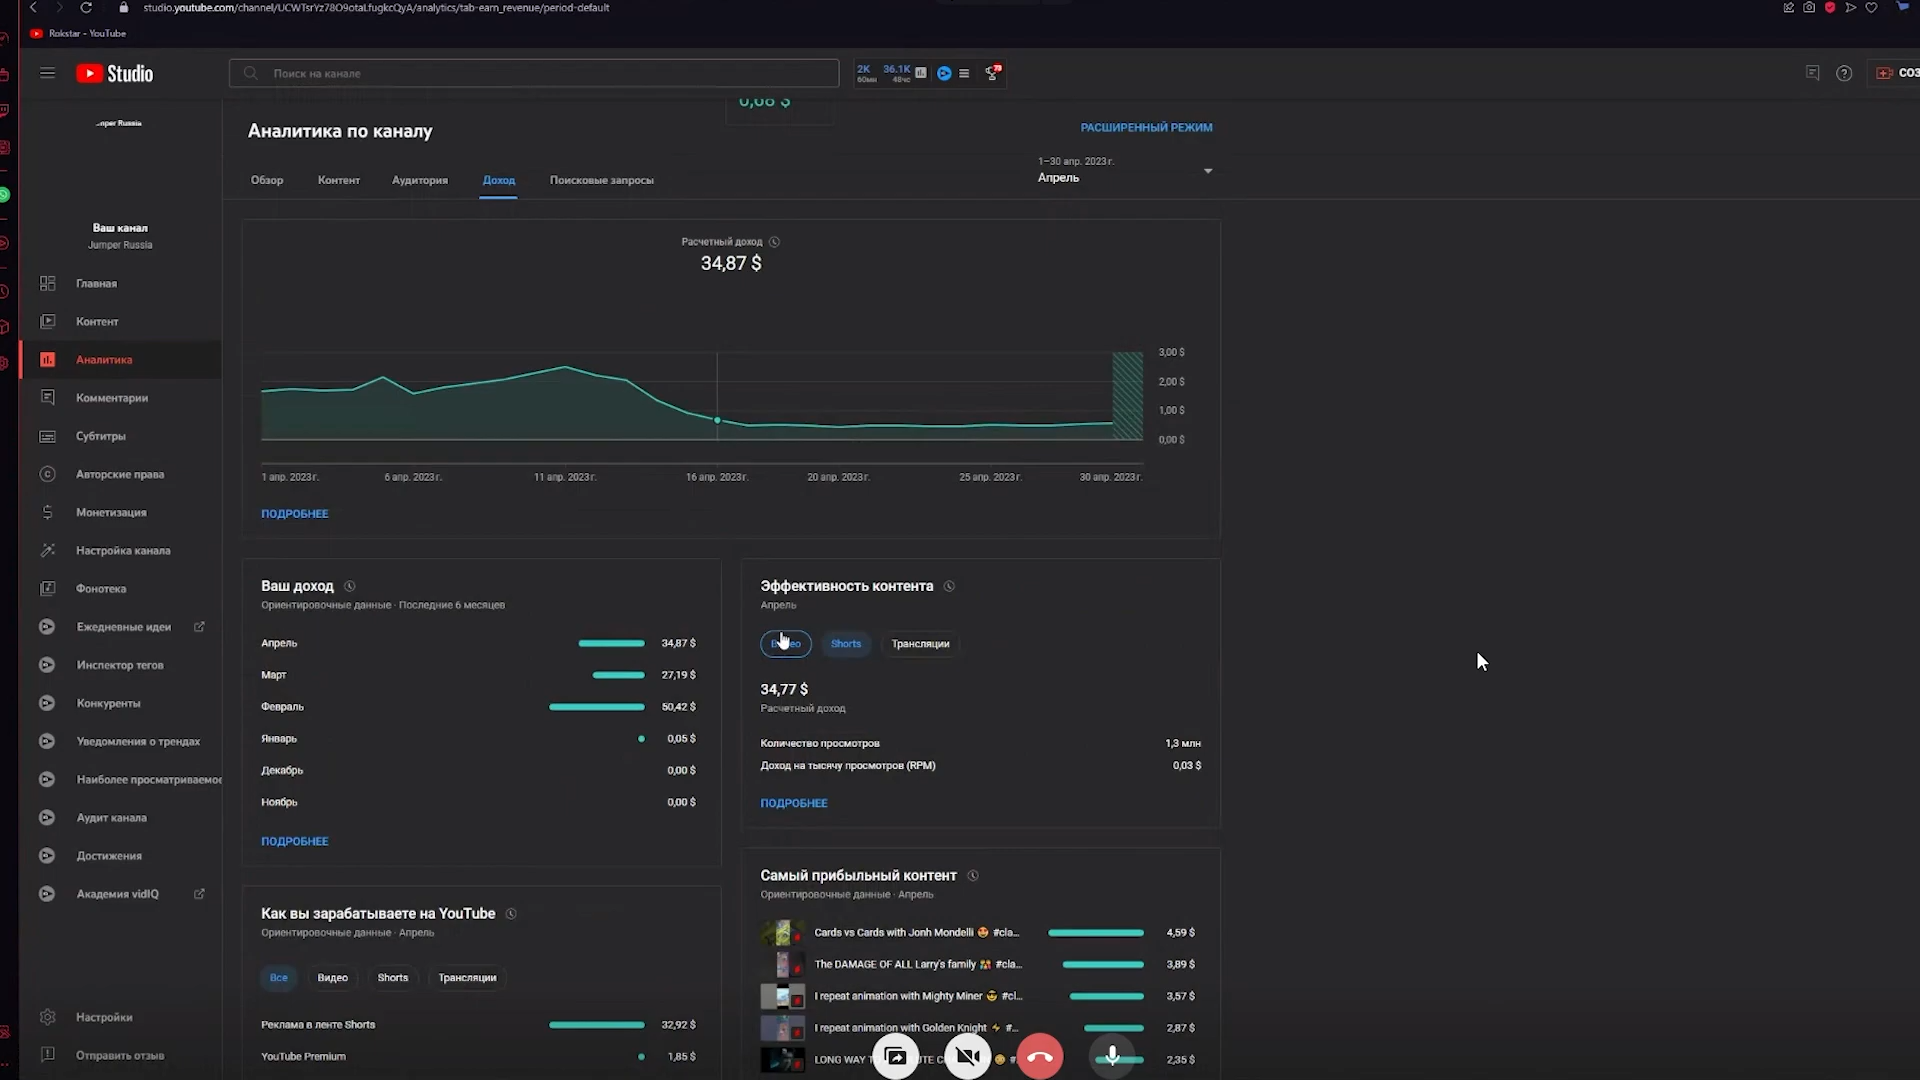 studio.youtube.com/channel/UCWTsrYz78O9otaLfugkcQyA/analytics/tab-earn_revenue/period-default
Rokstar - YouTube
Studio
Поиск на канале
2K
60мн
36.1K
48чс
СОЗ
Jumper Russia
Ваш канал
Jumper Russia
Главная
Контент
Аналитика
Комментарии
Субтитры
Авторские права
Монетизация
Настройка канала
Фонотека
Ежедневные идеи
Инспектор тегов
Конкуренты
Уведомления о трендах
Наиболее просматриваемое
Аудит канала
Достижения
Академия vidIQ
Настройки
Отправить отзыв
0,68 $
Аналитика по каналу
РАСШИРЕННЫЙ РЕЖИМ
Обзор
Контент
Аудитория
Доход
Поисковые запросы
1–30 апр. 2023 г.
Апрель
Расчетный доход
34,87 $
3,00 $
2,00 $
1,00 $
0,00 $
1 апр. 2023 г.
6 апр. 2023 г.
11 апр. 2023 г.
16 апр. 2023 г.
20 апр. 2023 г.
25 апр. 2023 г.
30 апр. 2023 г.
ПОДРОБНЕЕ
Ваш доход
Ориентировочные данные · Последние 6 месяцев
Апрель 34,87 $
Март 27,19 $
Февраль 50,42 $
Январь 0,05 $
Декабрь 0,00 $
Ноябрь 0,00 $
ПОДРОБНЕЕ
Эффективность контента
Апрель
Shorts
Трансляции
34,77 $
Расчетный доход
Количество просмотров 1,3 млн
Доход на тысячу просмотров (RPM) 0,03 $
ПОДРОБНЕЕ
Как вы зарабатываете на YouTube
Ориентировочные данные · Апрель
Все
Видео
Shorts
Трансляции
Реклама в ленте Shorts 32,92 $
YouTube Premium 1,85 $
Самый прибыльный контент
Ориентировочные данные · Апрель
Cards vs Cards with Jonh Mondelli 🤩 #cla... 4,59 $
The DAMAGE OF ALL Larry's family #cla... 3,89 $
I repeat animation with Mighty Miner 😎 #cl... 3,57 $
I repeat animation with Golden Knight ⚡ #... 2,87 $
LONG WAY 2,35 $